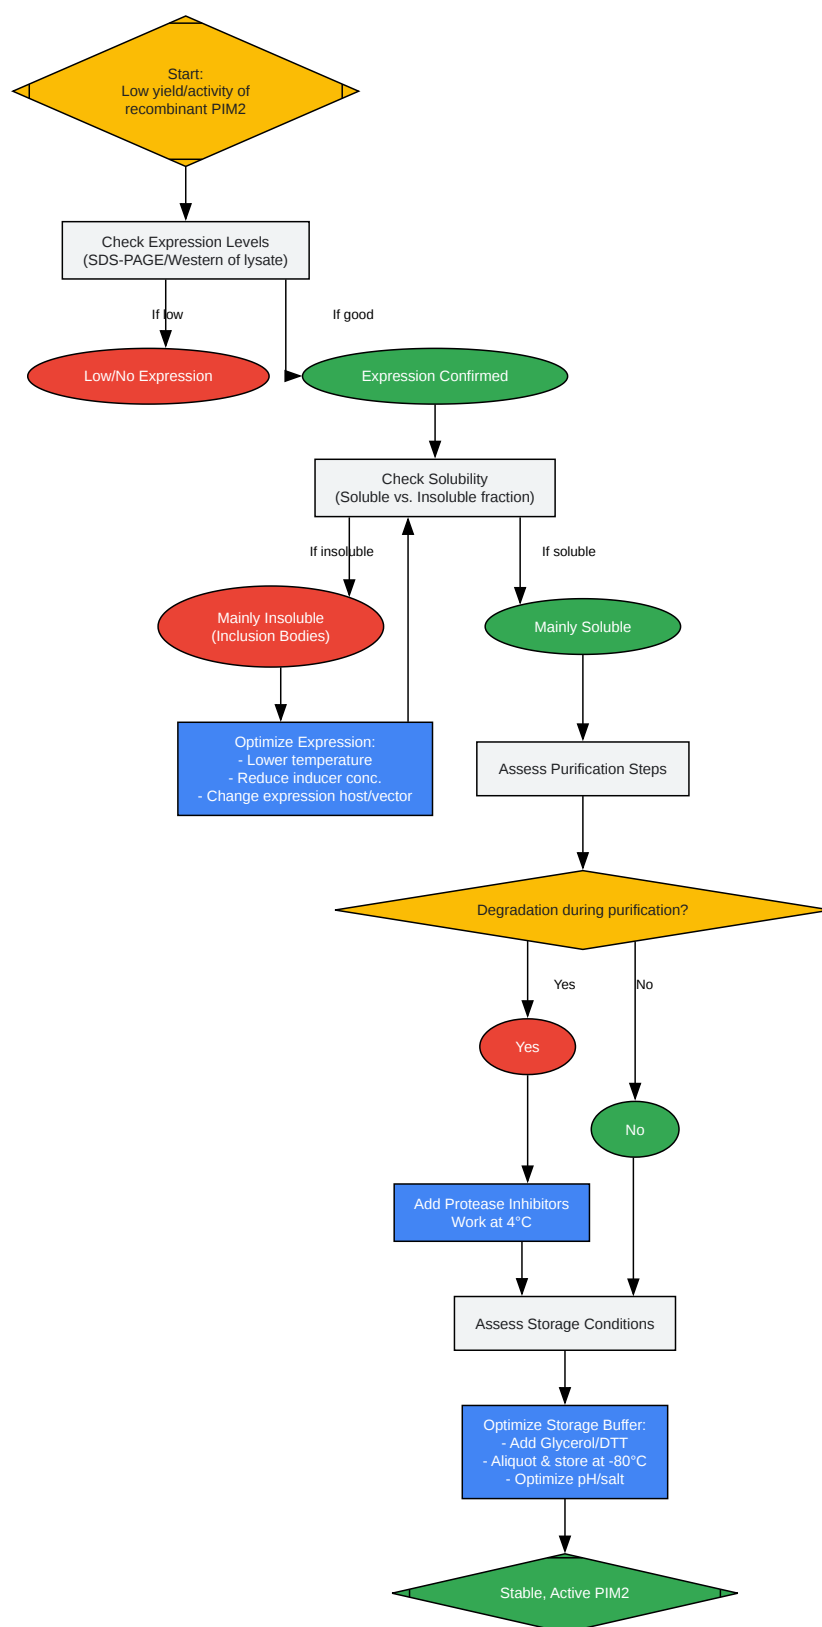 Start:
Low yield/activity of
recombinant PIM2
Check Expression Levels
(SDS-PAGE/Western of lysate)
If low
If good
Low/No Expression
Expression Confirmed
Check Solubility
(Soluble vs. Insoluble fraction)
If insoluble
If soluble
Mainly Insoluble
(Inclusion Bodies)
Mainly Soluble
Optimize Expression:
- Lower temperature
- Reduce inducer conc.
- Change expression host/vector
Assess Purification Steps
Degradation during purification?
Yes
No
Yes
No
Add Protease Inhibitors
Work at 4°C
Assess Storage Conditions
Optimize Storage Buffer:
- Add Glycerol/DTT
- Aliquot & store at -80°C
- Optimize pH/salt
Stable, Active PIM2